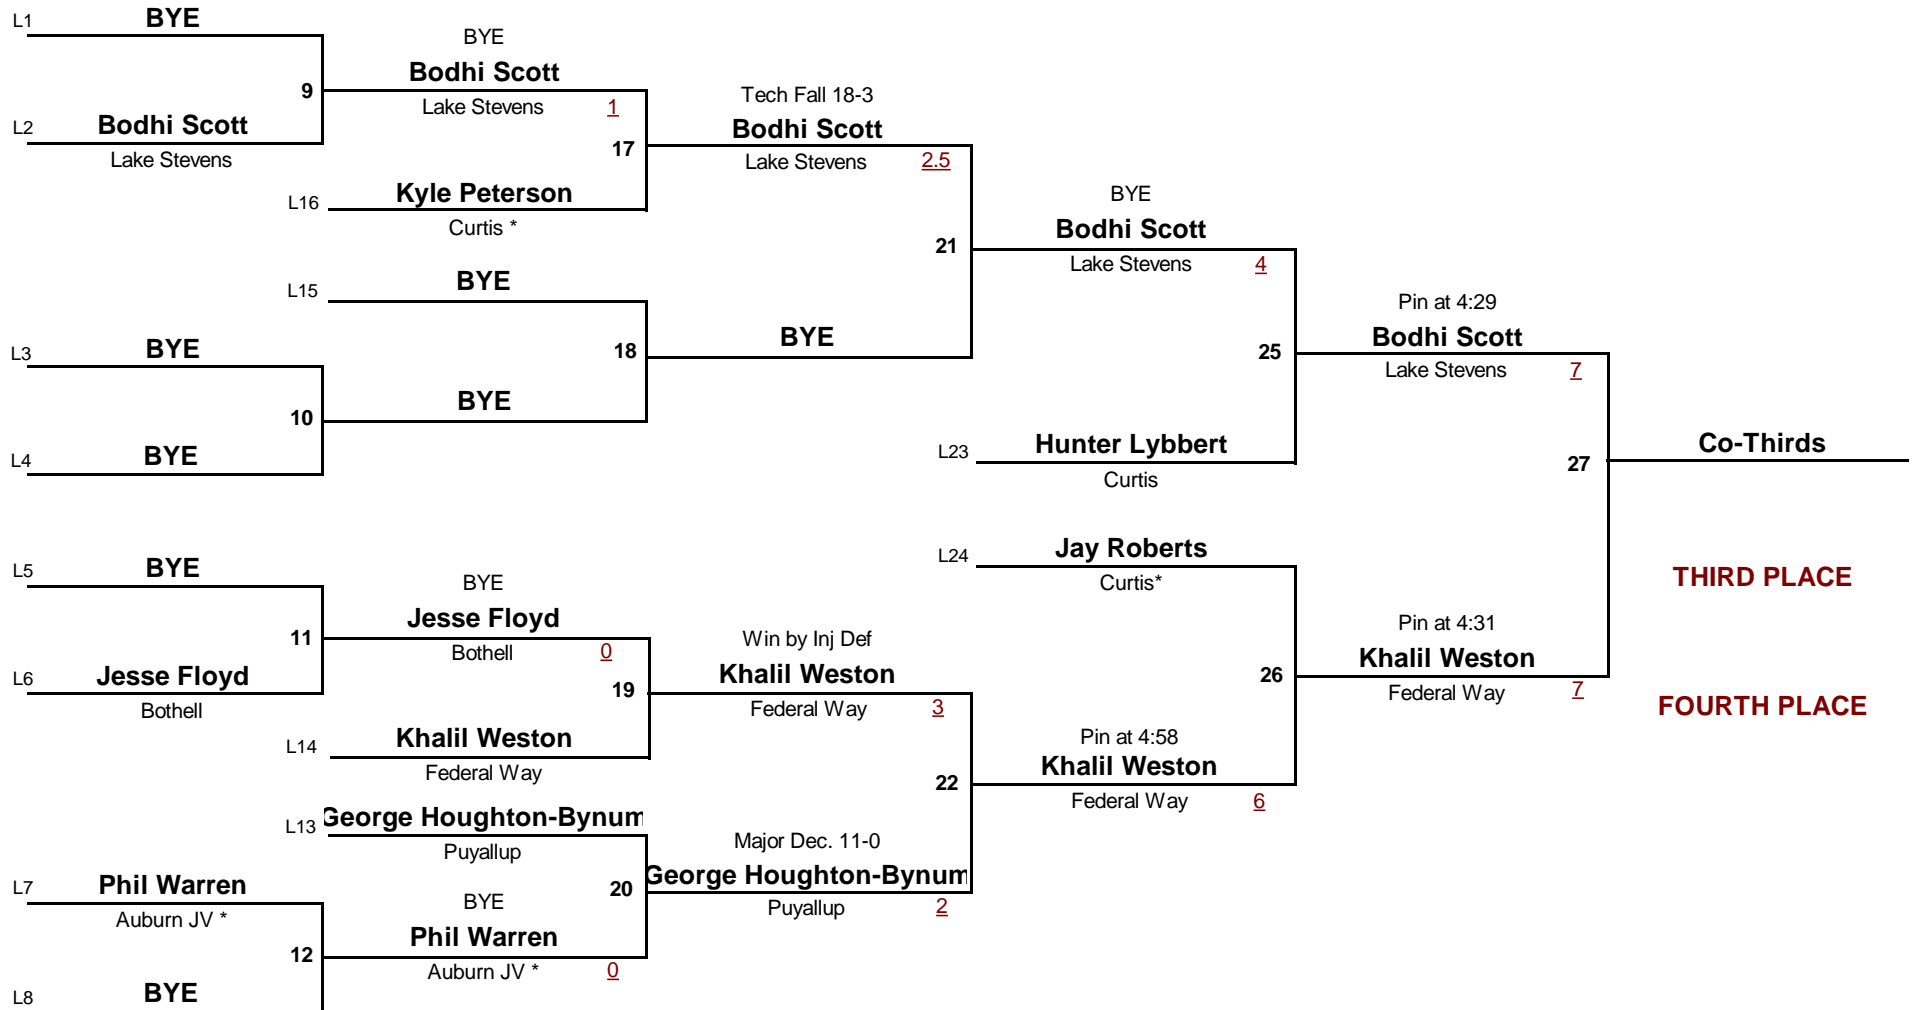 L1
BYE
9
L2
Bodhi Scott
Lake Stevens
BYE
Bodhi Scott
Lake Stevens
1
17
L16
Kyle Peterson
Curtis *
Tech Fall 18-3
Bodhi Scott
Lake Stevens
2.5
L15
BYE
L3
BYE
10
L4
BYE
BYE
18
BYE
21
BYE
Bodhi Scott
Lake Stevens
4
25
L23
Hunter Lybbert
Curtis
Pin at 4:29
Bodhi Scott
Lake Stevens
7
27
Co-Thirds
THIRD PLACE
FOURTH PLACE
L5
BYE
11
L6
Jesse Floyd
Bothell
BYE
Jesse Floyd
Bothell
0
19
L14
Khalil Weston
Federal Way
Win by Inj Def
Khalil Weston
Federal Way
3
L24
Jay Roberts
Curtis*
26
Pin at 4:31
Khalil Weston
Federal Way
7
Pin at 4:58
Khalil Weston
Federal Way
6
22
L13
George Houghton-Bynum
Puyallup
20
Major Dec. 11-0
George Houghton-Bynum
Puyallup
2
L7
Phil Warren
Auburn JV *
12
L8
BYE
BYE
Phil Warren
Auburn JV *
0